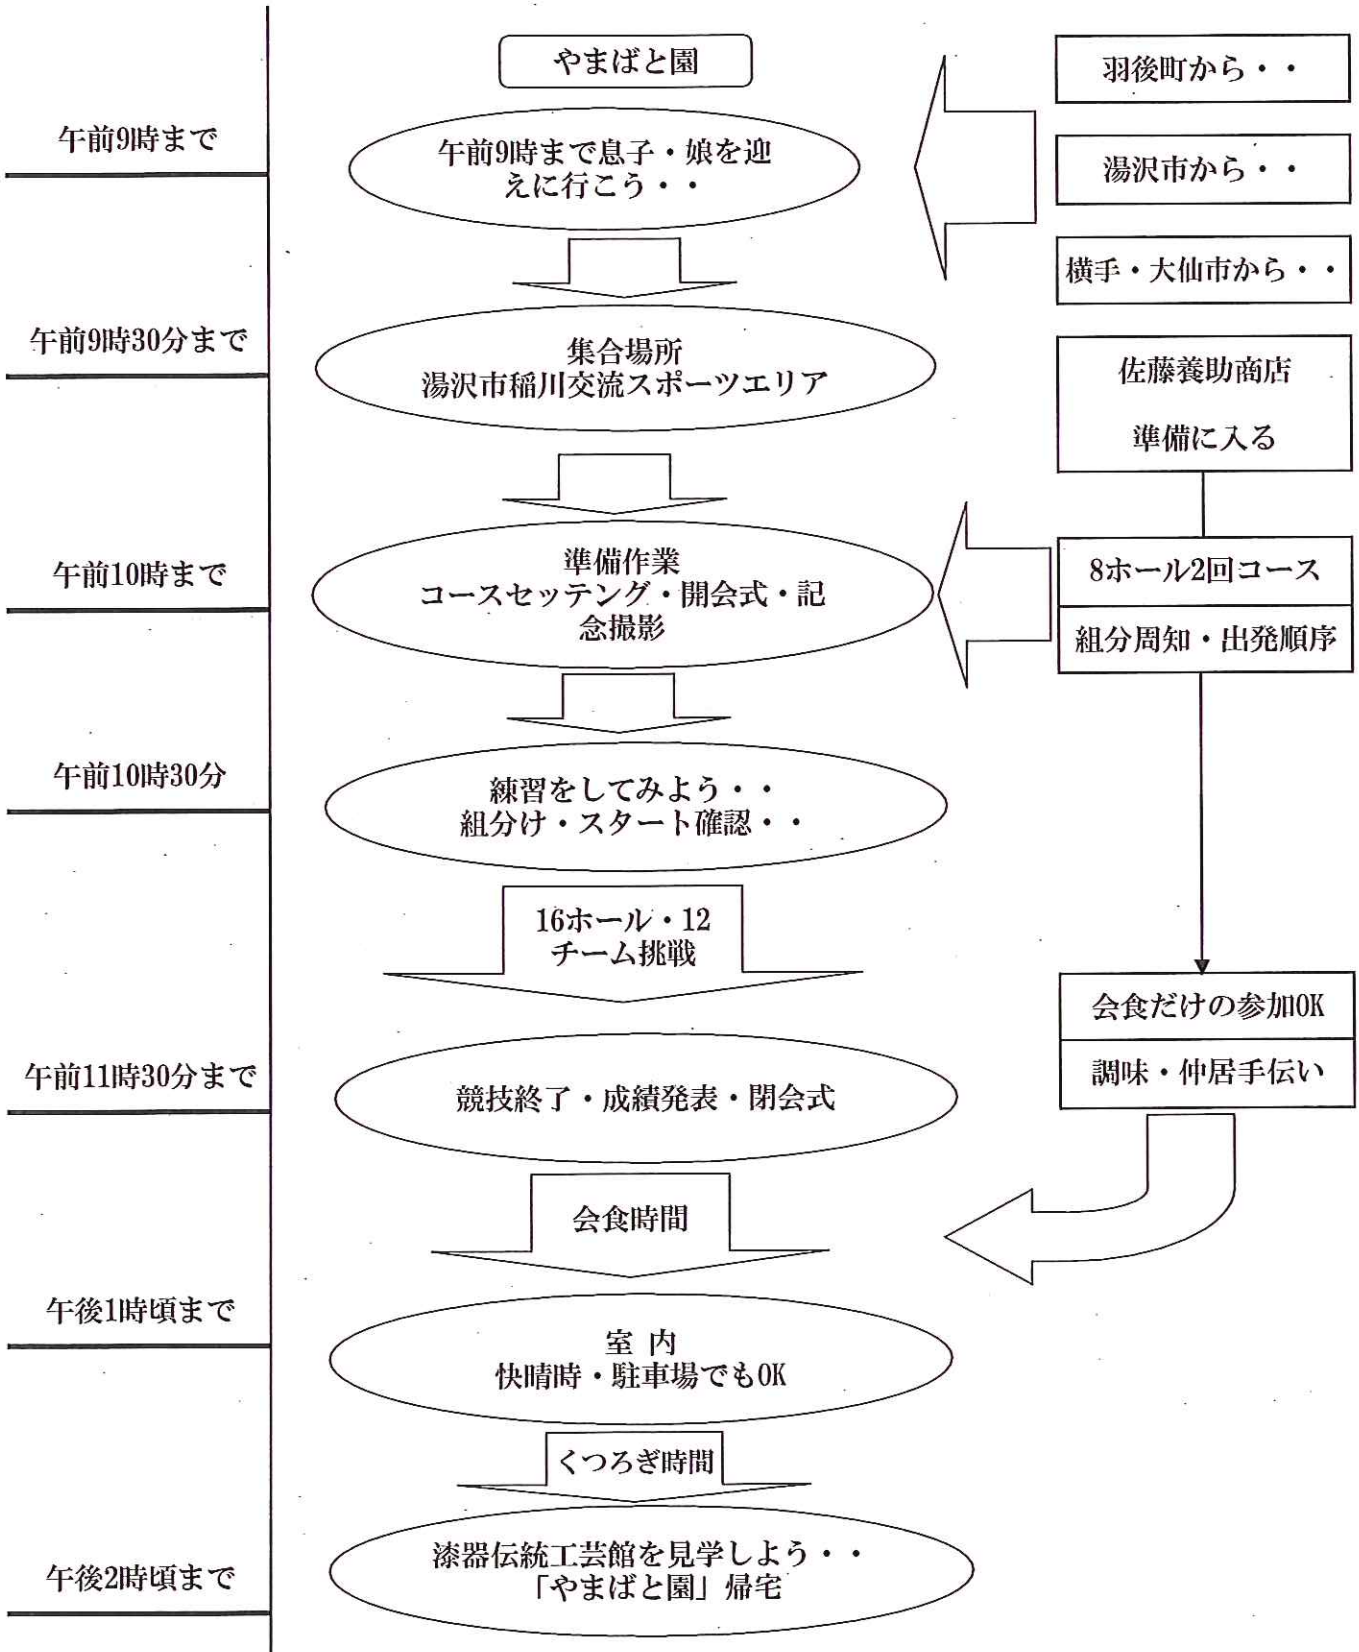 やまばと園
羽後町から・・
午前9時まで
午前9時まで息子・娘を迎
えに行こう・・
湯沢市から・・
横手・大仙市から・・
午前9時30分まで
集合場所
湯沢市稲川交流スポーツエリア
佐藤養助商店
準備に入る
午前10時まで
準備作業
コースセッテング・開会式・記
念撮影
8ホール2回コース
組分周知・出発順序
午前10時30分
練習をしてみよう・・
組分け・スタート確認・・
16ホール・12
チーム挑戦
会食だけの参加OK
調味・仲居手伝い
午前11時30分まで
競技終了・成績発表・閉会式
会食時間
午後1時頃まで
室 内
快晴時・駐車場でもOK
くつろぎ時間
午後2時頃まで
漆器伝統工芸館を見学しよう・・
「やまばと園」帰宅